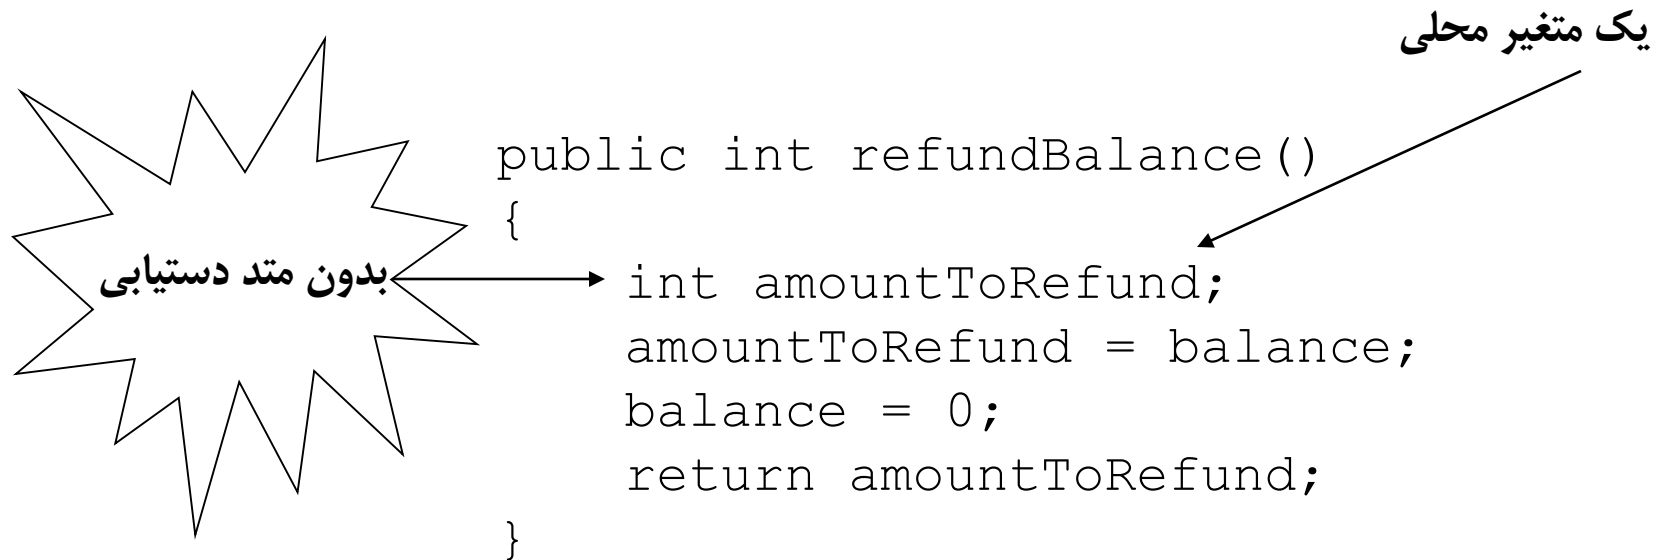 یک متغیر محلی
public int refundBalance()
{
بدون متد دستیابی
int amountToRefund;
amountToRefund = balance;
balance = 0;
return amountToRefund;
}